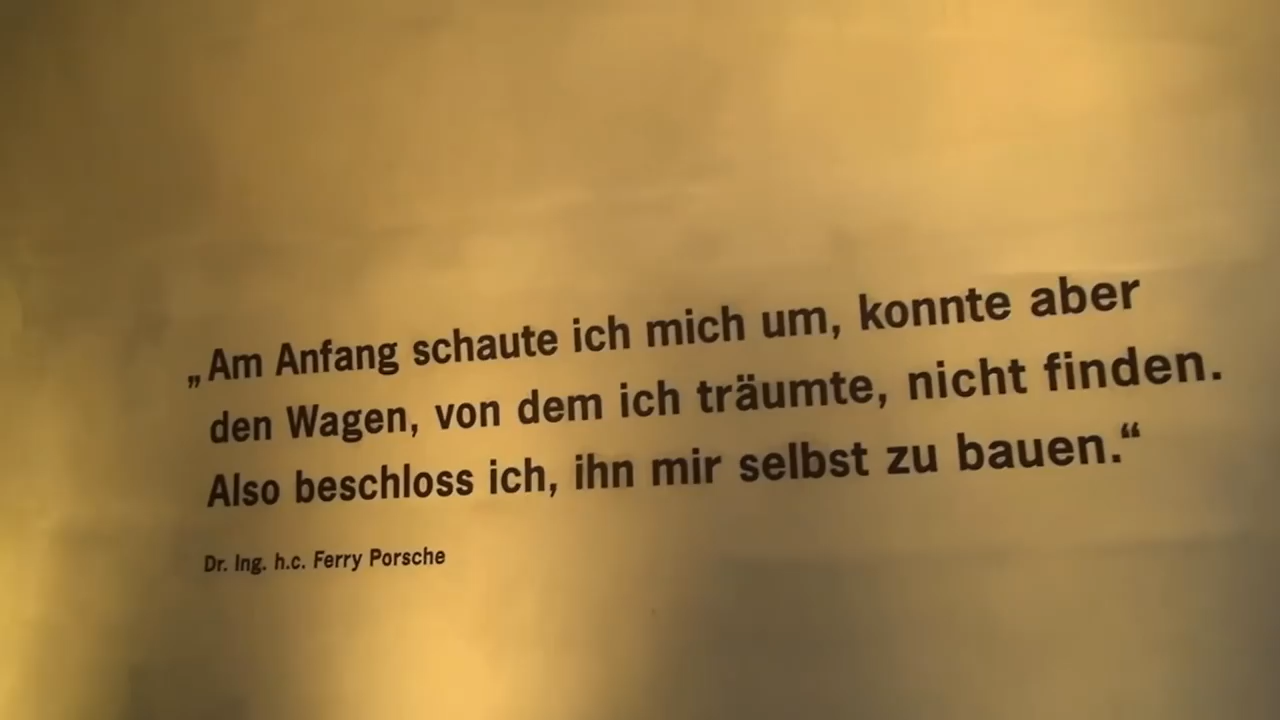 „Am Anfang schaute ich mich um, konnte aber
den Wagen, von dem ich träumte, nicht finden.
Also beschloss ich, ihn mir selbst zu bauen.“
Dr. Ing. h.c. Ferry Porsche